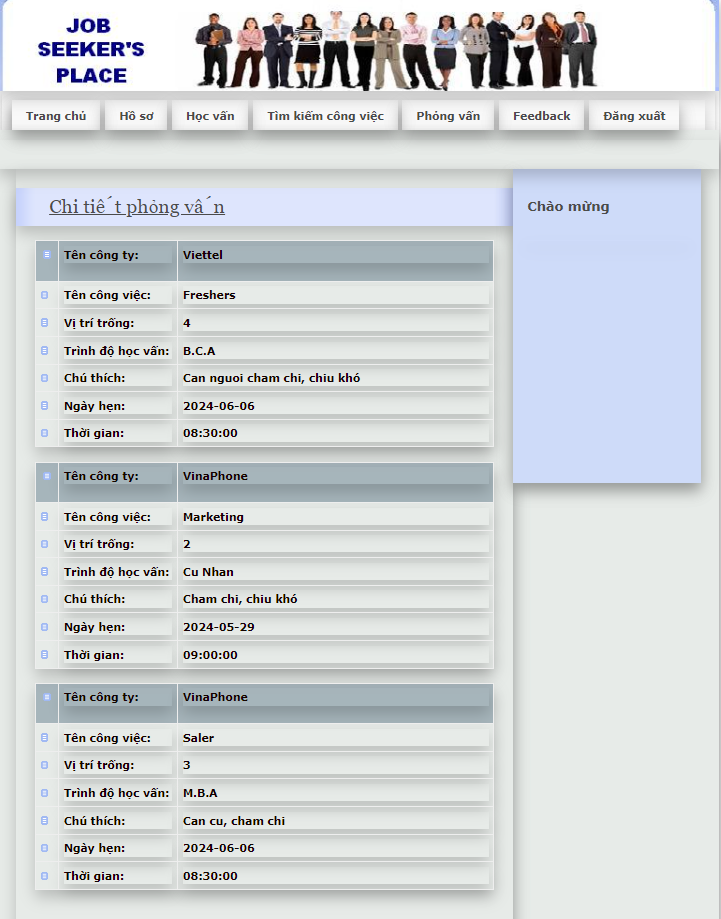 JOB
SEEKER'S
PLACE
Trang chủ Hồ sơ Học vấn Tìm kiếm công việc Phỏng vấn Feedback Đăng xuất
Chi tiết phỏng vấn
Chào mừng
Tên công ty: Viettel
Tên công việc: Freshers
Vị trí trống: 4
Trình độ học vấn: B.C.A
Chú thích: Can nguoi cham chi, chiu khó
Ngày hẹn: 2024-06-06
Thời gian: 08:30:00
Tên công ty: VinaPhone
Tên công việc: Marketing
Vị trí trống: 2
Trình độ học vấn: Cu Nhan
Chú thích: Cham chi, chiu khó
Ngày hẹn: 2024-05-29
Thời gian: 09:00:00
Tên công ty: VinaPhone
Tên công việc: Saler
Vị trí trống: 3
Trình độ học vấn: M.B.A
Chú thích: Can cu, cham chi
Ngày hẹn: 2024-06-06
Thời gian: 08:30:00